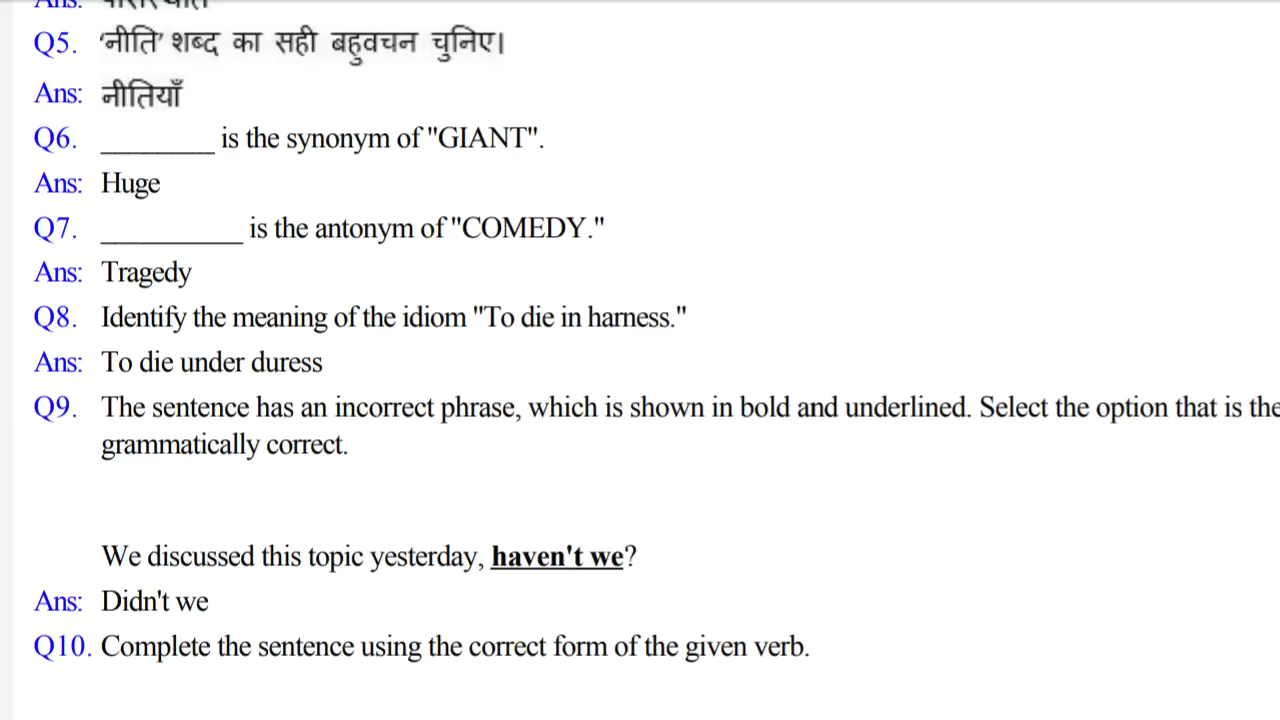 Q5. 'नीति' शब्द का सही बहुवचन चुनिए।
Ans: नीतियाँ
Q6. ________ is the synonym of "GIANT".
Ans: Huge
Q7. __________ is the antonym of "COMEDY."
Ans: Tragedy
Q8. Identify the meaning of the idiom "To die in harness."
Ans: To die under duress
Q9. The sentence has an incorrect phrase, which is shown in bold and underlined. Select the option that is the
grammatically correct.
We discussed this topic yesterday, haven't we?
Ans: Didn't we
Q10. Complete the sentence using the correct form of the given verb.